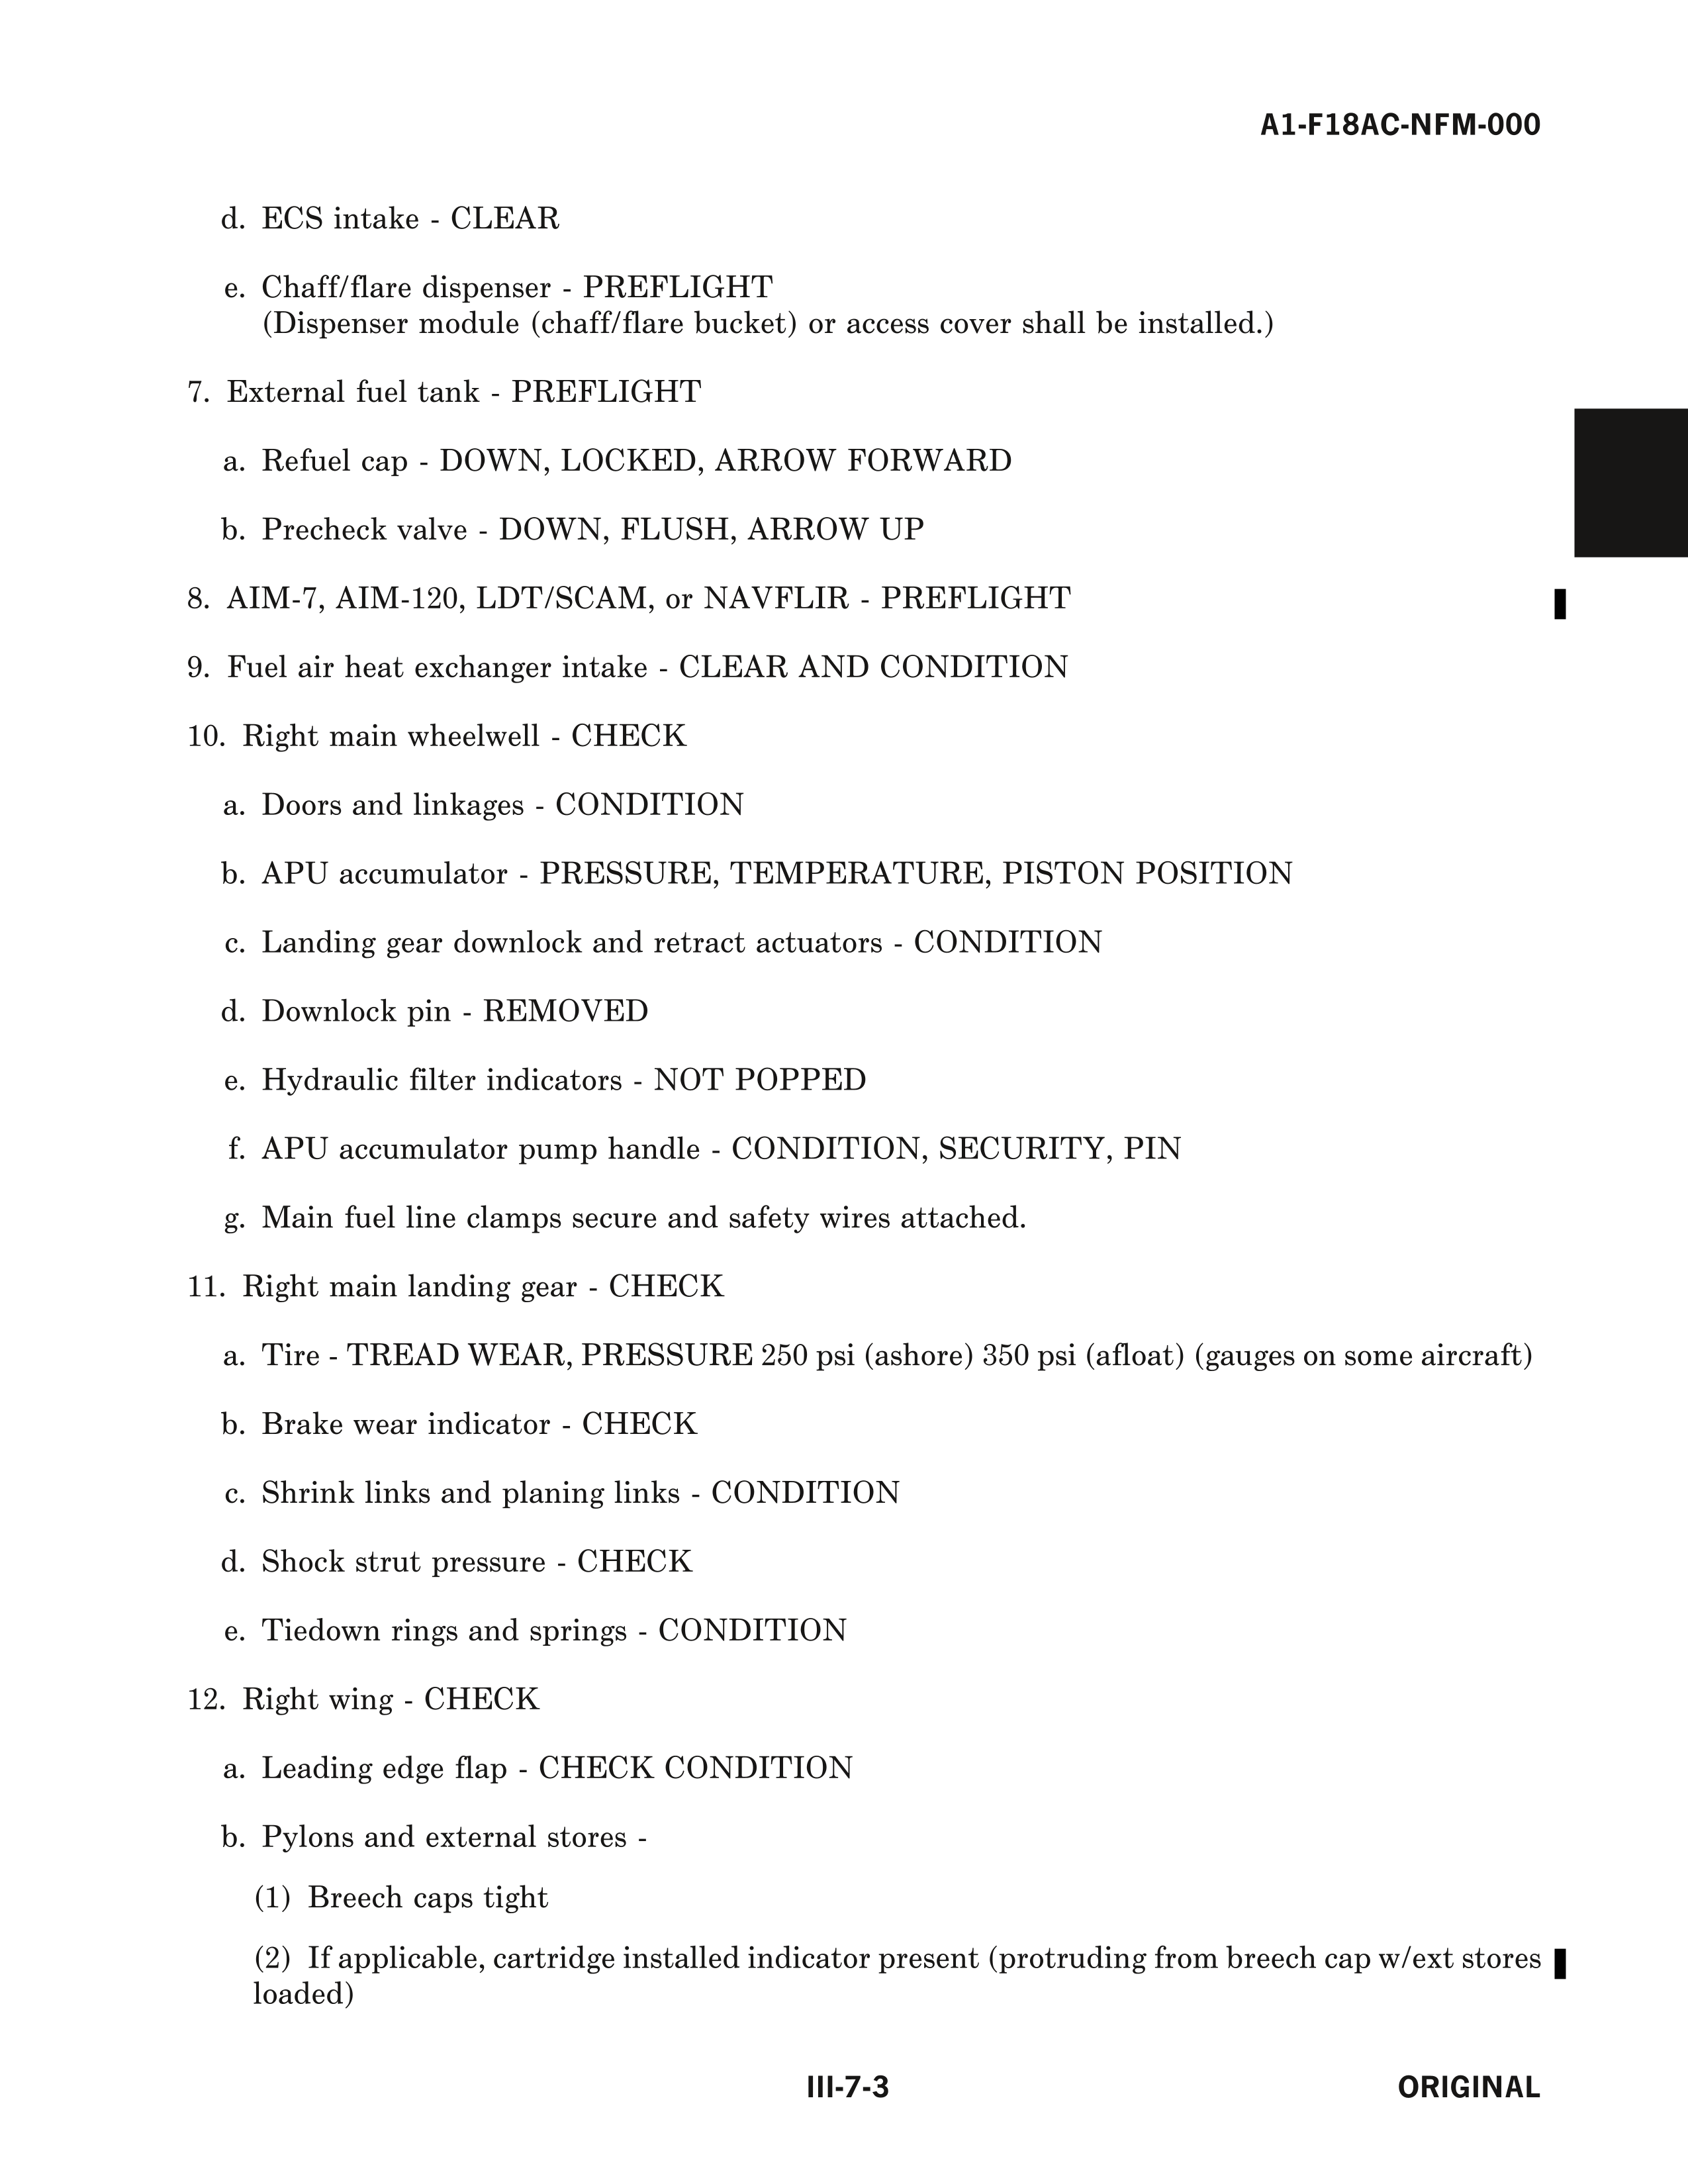 A1-F18AC-NFM-000
d. ECS intake - CLEAR
e. Chaff/flare dispenser - PREFLIGHT
(Dispenser module (chaff/flare bucket) or access cover shall be installed.)
7. External fuel tank - PREFLIGHT
a. Refuel cap - DOWN, LOCKED, ARROW FORWARD
b. Precheck valve - DOWN, FLUSH, ARROW UP
8. AIM-7, AIM-120, LDT/SCAM, or NAVFLIR - PREFLIGHT
9. Fuel air heat exchanger intake - CLEAR AND CONDITION
10. Right main wheelwell - CHECK
a. Doors and linkages - CONDITION
b. APU accumulator - PRESSURE, TEMPERATURE, PISTON POSITION
c. Landing gear downlock and retract actuators - CONDITION
d. Downlock pin - REMOVED
e. Hydraulic filter indicators - NOT POPPED
f. APU accumulator pump handle - CONDITION, SECURITY, PIN
g. Main fuel line clamps secure and safety wires attached.
11. Right main landing gear - CHECK
a. Tire - TREAD WEAR, PRESSURE 250 psi (ashore) 350 psi (afloat) (gauges on some aircraft)
b. Brake wear indicator - CHECK
c. Shrink links and planing links - CONDITION
d. Shock strut pressure - CHECK
e. Tiedown rings and springs - CONDITION
12. Right wing - CHECK
a. Leading edge flap - CHECK CONDITION
b. Pylons and external stores -
(1) Breech caps tight
(2) If applicable, cartridge installed indicator present (protruding from breech cap w/ext stores
loaded)
III-7-3
ORIGINAL